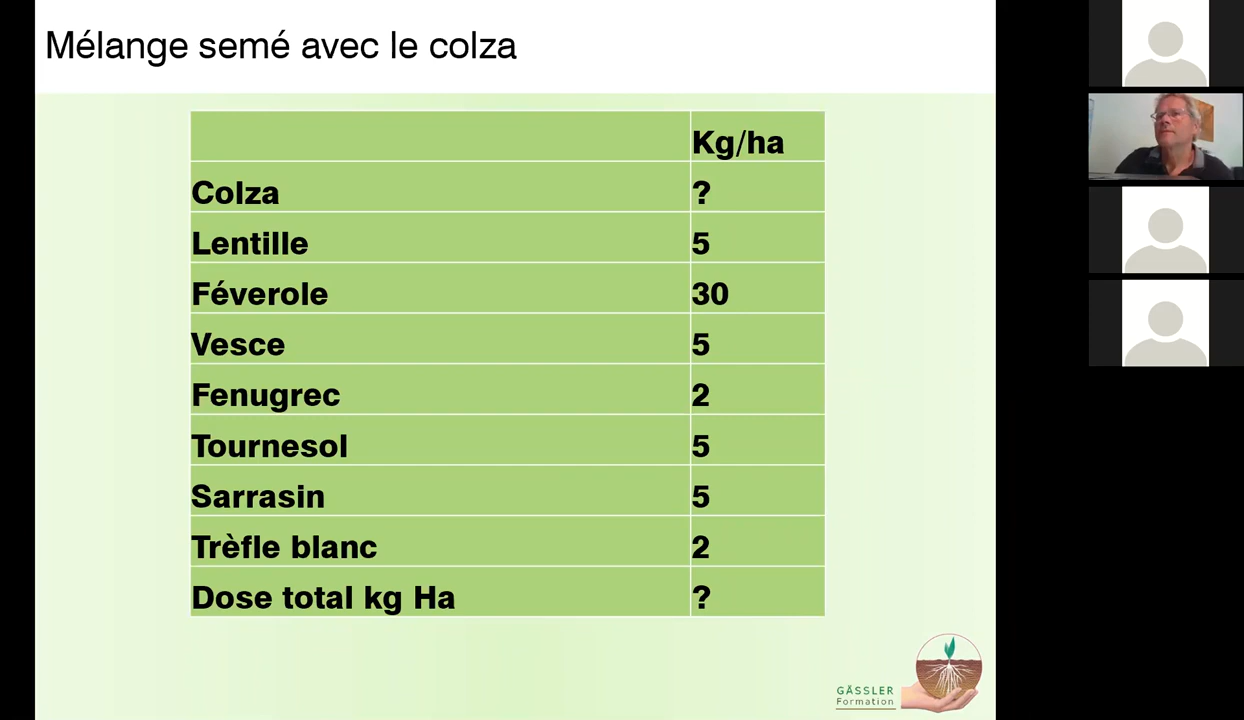 Mélange semé avec le colza
Kg/ha
Colza ?
Lentille 5
Féverole 30
Vesce 5
Fenugrec 2
Tournesol 5
Sarrasin 5
Trèfle blanc 2
Dose total kg Ha ?
GÄSSLER
Formation